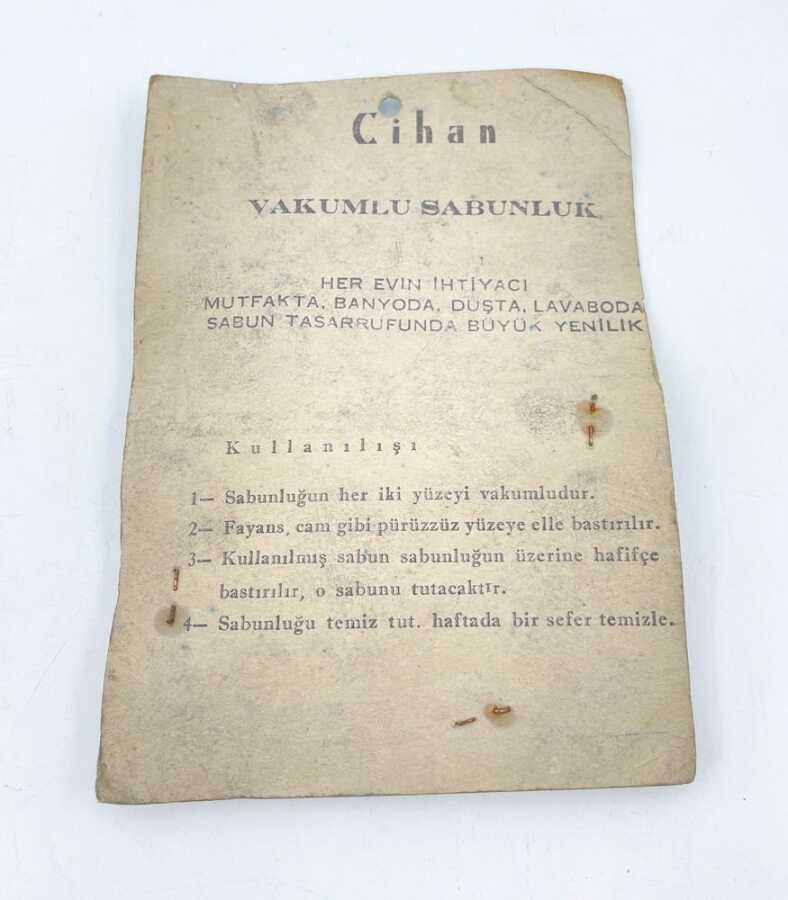 Cihan
VAKUMLU SABUNLUK
HER EVİN İHTİYACI
MUTFAKTA, BANYODA, DUŞTA, LAVABODA
SABUN TASARRUFUNDA BÜYÜK YENİLİK
Kullanılışı
1— Sabunluğun her iki yüzeyi vakumludur.
2— Fayans, cam gibi pürüzzüz yüzeye elle bastırılır.
3— Kullanılmış sabun sabunluğun üzerine hafifçe
bastırılır, o sabunu tutacaktır.
4— Sabunluğu temiz tut. haftada bir sefer temizle.